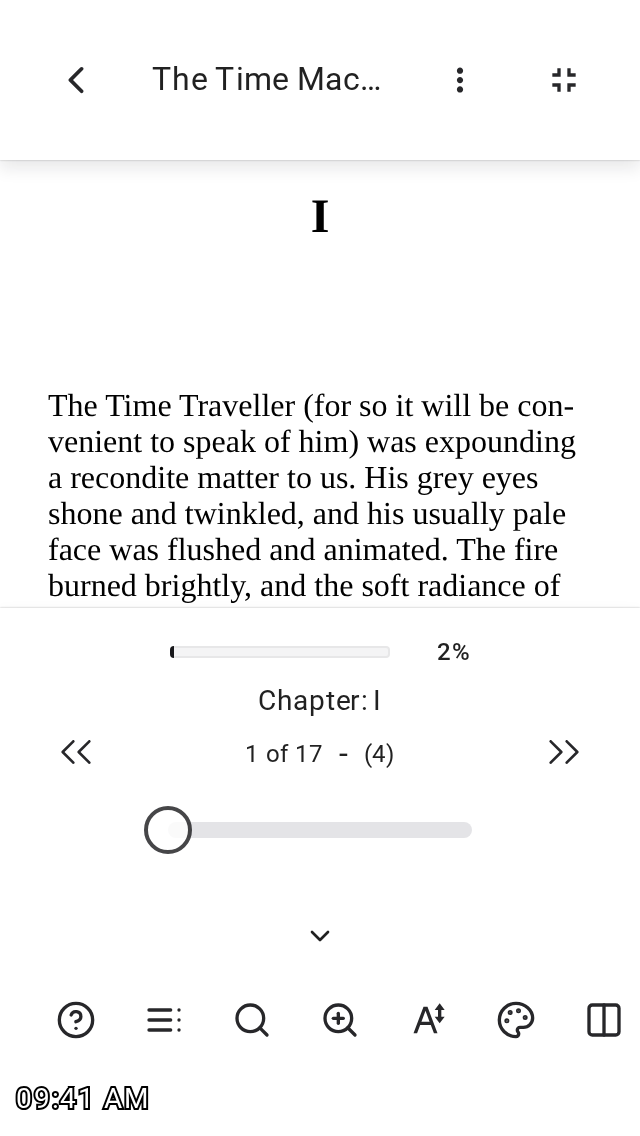 The Time Mac...
I
The Time Traveller (for so it will be con-
venient to speak of him) was expounding
a recondite matter to us. His grey eyes
shone and twinkled, and his usually pale
face was flushed and animated. The fire
burned brightly, and the soft radiance of
2%
Chapter: I
1 of 17 - (4)
A
09:41 AM